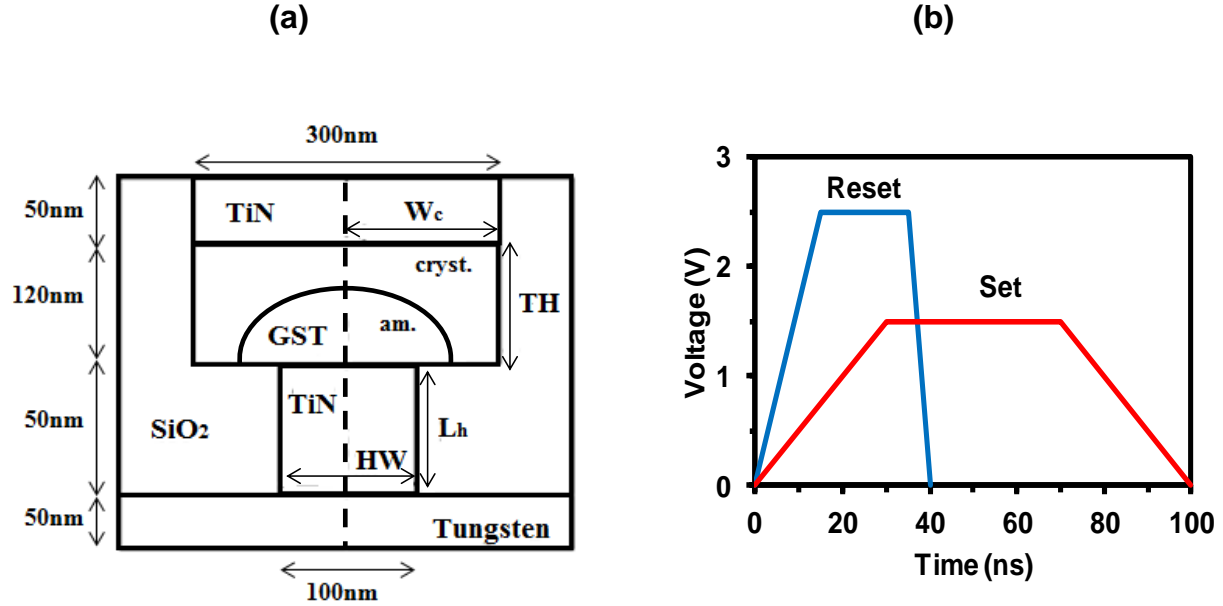 (a)
300nm
50nm
TiN
Wc
120nm
cryst.
TH
GST
am.
50nm
TiN
SiO2
Lh
HW
50nm
Tungsten
100nm
(b)
3
Reset
2
Set
1
0
Voltage (V)
0
20
40
60
80
100
Time (ns)